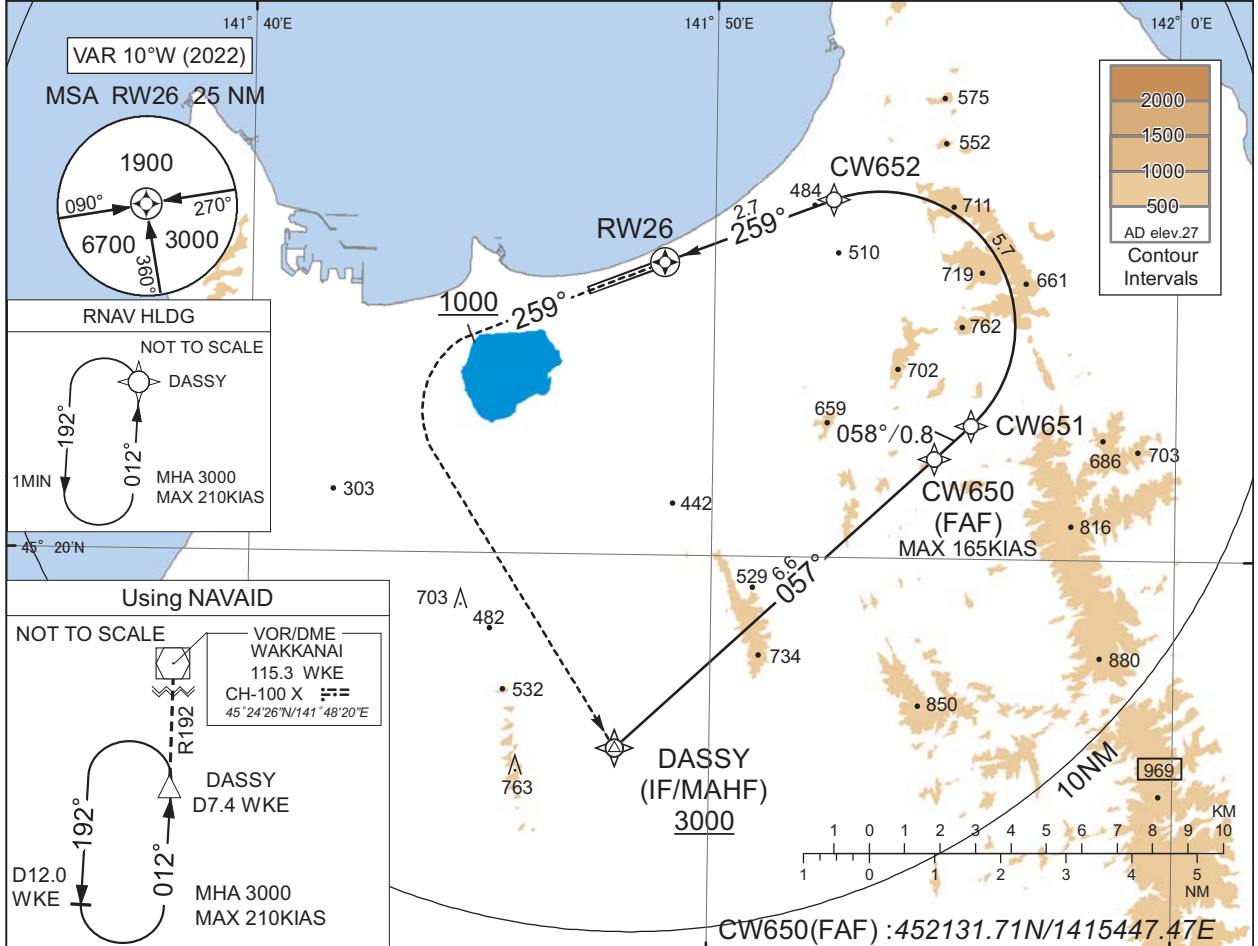 141° 40'E
141° 50'E
142° 0'E
VAR 10°W (2022)
MSA RW26 25 NM
1900
090°
270°
6700
3000
360°
RNAV HLDG
NOT TO SCALE
DASSY
192°
012°
1MIN
MHA 3000
MAX 210KIAS
45° 20'N
Using NAVAID
NOT TO SCALE
VOR/DME
WAKKANAI
115.3 WKE
CH-100 X
45°24'26"N/141°48'20"E
R192
DASSY
D7.4 WKE
192°
012°
D12.0
WKE
MHA 3000
MAX 210KIAS
2000
1500
1000
500
AD elev.27
Contour
Intervals
575
552
CW652
484
711
2.7
259°
RW26
510
5.7
719
661
1000
259°
762
702
659
058°/0.8
CW651
686
703
CW650
(FAF)
MAX 165KIAS
303
442
816
529
6.6
057°
703
482
734
880
532
850
DASSY
(IF/MAHF)
3000
763
10NM
969
KM
1 0 1 2 3 4 5 6 7 8 9 10
1 0 1 2 3 4 5
NM
CW650(FAF) :452131.71N/1415447.47E